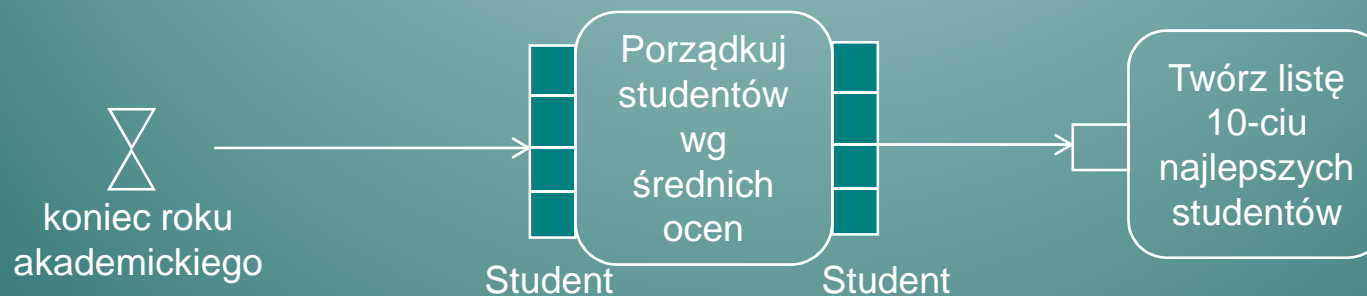 koniec roku
akademickiego
Student
Porządkuj
studentów
wg
średnich
ocen
Student
Twórz listę
10-ciu
najlepszych
studentów